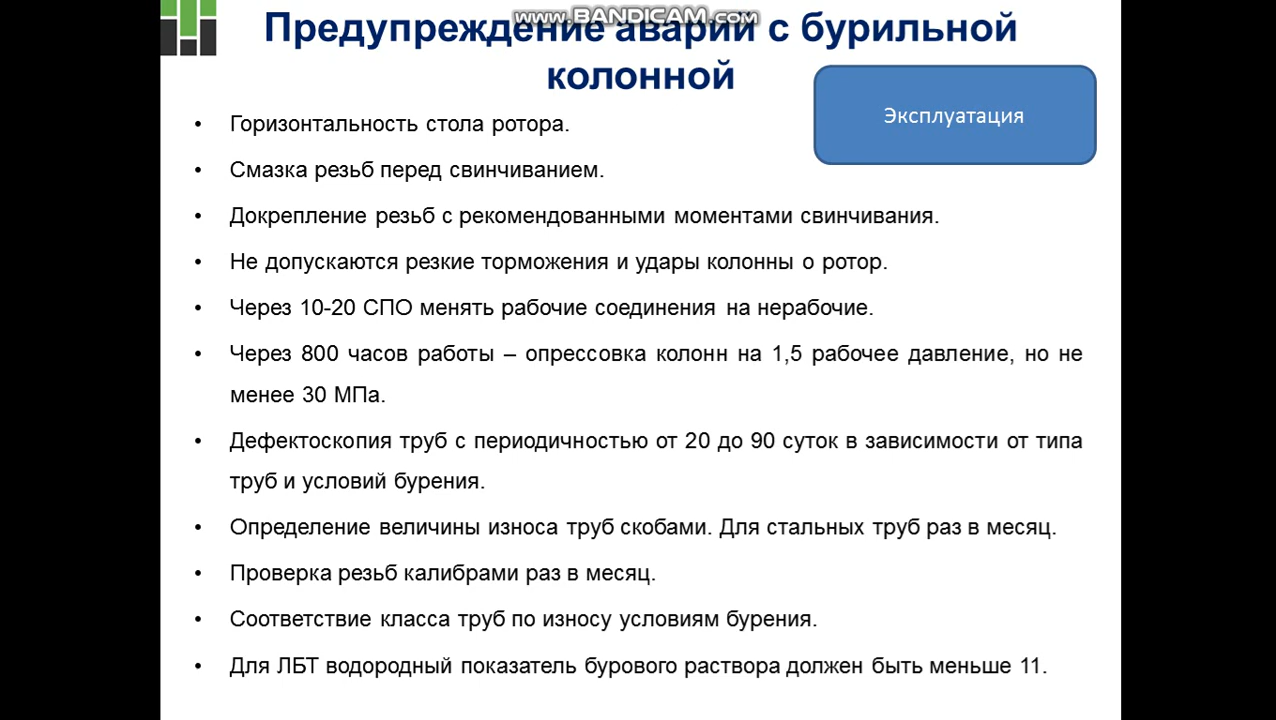 www.BANDICAM.com
Предупреждение аварий с бурильной
колонной
Эксплуатация
• Горизонтальность стола ротора.
• Смазка резьб перед свинчиванием.
• Докрепление резьб с рекомендованными моментами свинчивания.
• Не допускаются резкие торможения и удары колонны о ротор.
• Через 10-20 СПО менять рабочие соединения на нерабочие.
• Через 800 часов работы – опрессовка колонн на 1,5 рабочее давление, но не
менее 30 МПа.
• Дефектоскопия труб с периодичностью от 20 до 90 суток в зависимости от типа
труб и условий бурения.
• Определение величины износа труб скобами. Для стальных труб раз в месяц.
• Проверка резьб калибрами раз в месяц.
• Соответствие класса труб по износу условиям бурения.
• Для ЛБТ водородный показатель бурового раствора должен быть меньше 11.